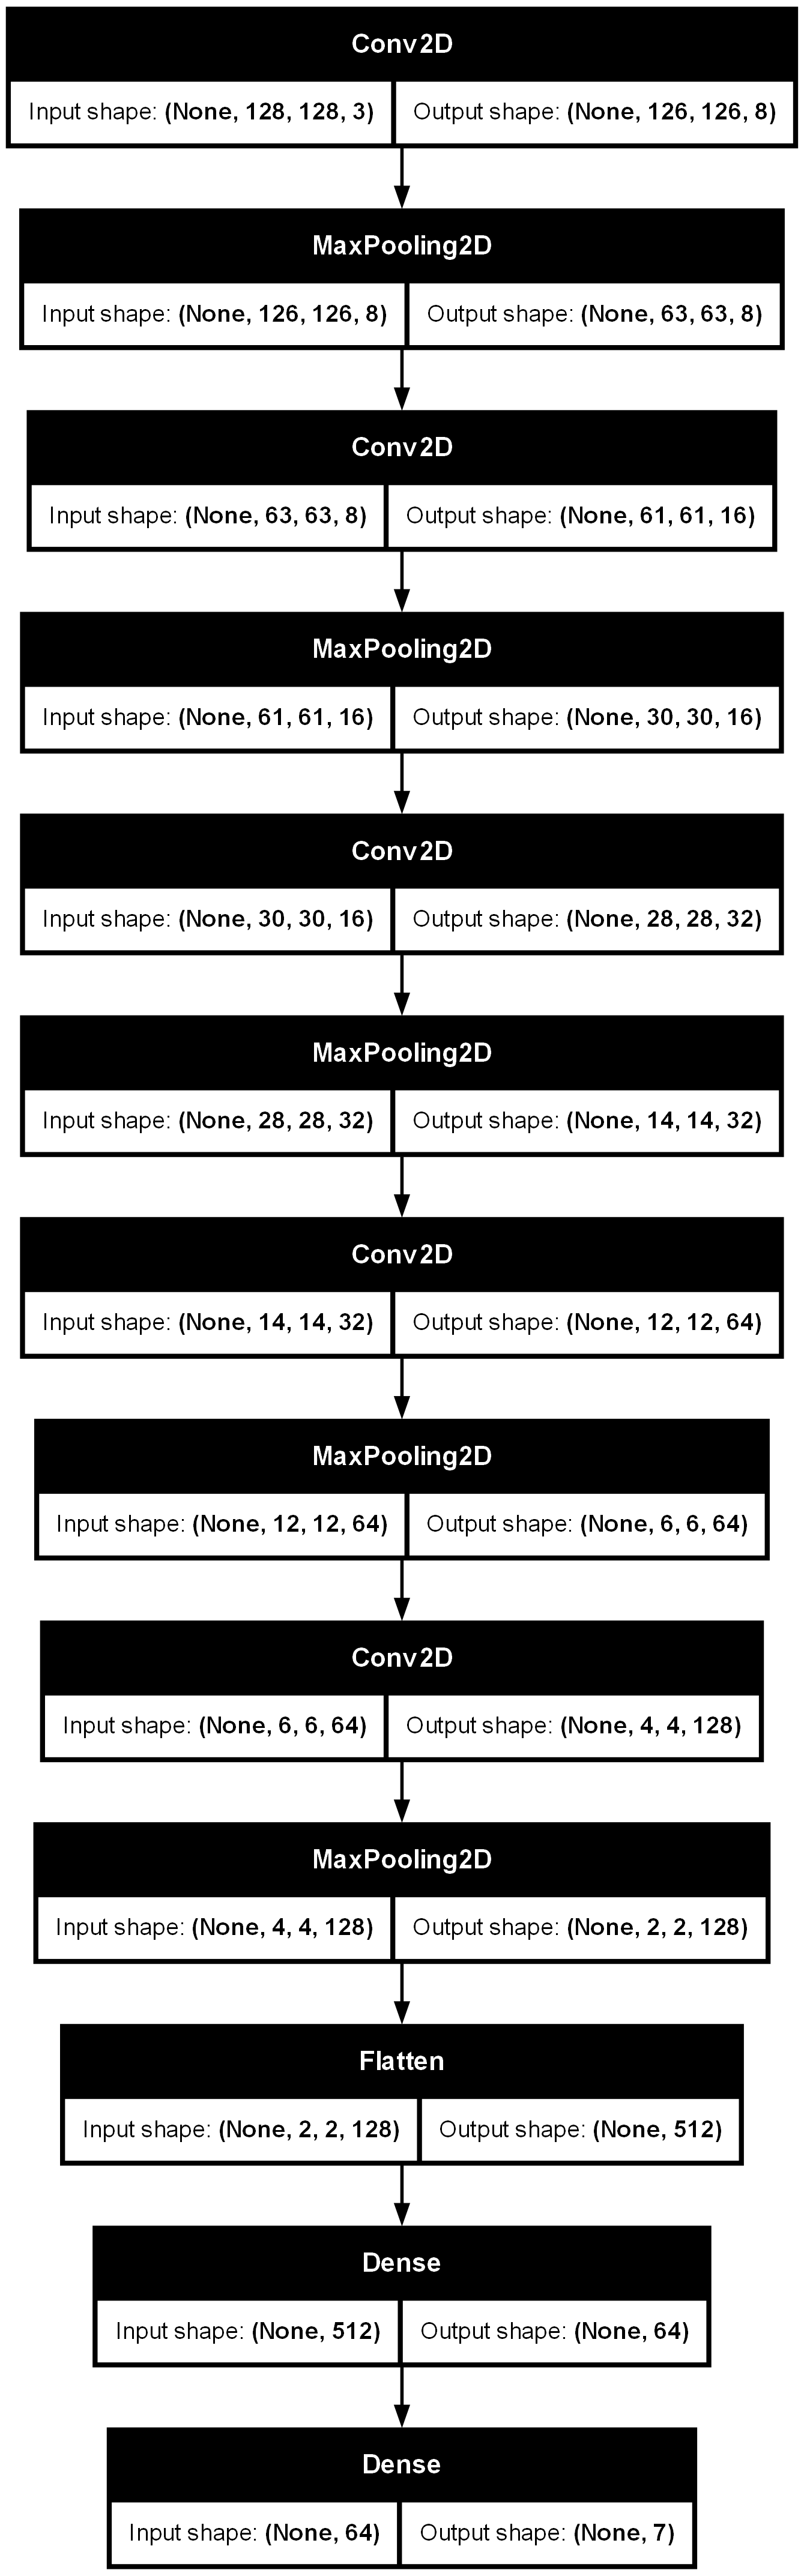 Conv2D
Input shape: (None, 128, 128, 3) Output shape: (None, 126, 126, 8)
MaxPooling2D
Input shape: (None, 126, 126, 8) Output shape: (None, 63, 63, 8)
Conv2D
Input shape: (None, 63, 63, 8) Output shape: (None, 61, 61, 16)
MaxPooling2D
Input shape: (None, 61, 61, 16) Output shape: (None, 30, 30, 16)
Conv2D
Input shape: (None, 30, 30, 16) Output shape: (None, 28, 28, 32)
MaxPooling2D
Input shape: (None, 28, 28, 32) Output shape: (None, 14, 14, 32)
Conv2D
Input shape: (None, 14, 14, 32) Output shape: (None, 12, 12, 64)
MaxPooling2D
Input shape: (None, 12, 12, 64) Output shape: (None, 6, 6, 64)
Conv2D
Input shape: (None, 6, 6, 64) Output shape: (None, 4, 4, 128)
MaxPooling2D
Input shape: (None, 4, 4, 128) Output shape: (None, 2, 2, 128)
Flatten
Input shape: (None, 2, 2, 128) Output shape: (None, 512)
Dense
Input shape: (None, 512) Output shape: (None, 64)
Dense
Input shape: (None, 64) Output shape: (None, 7)